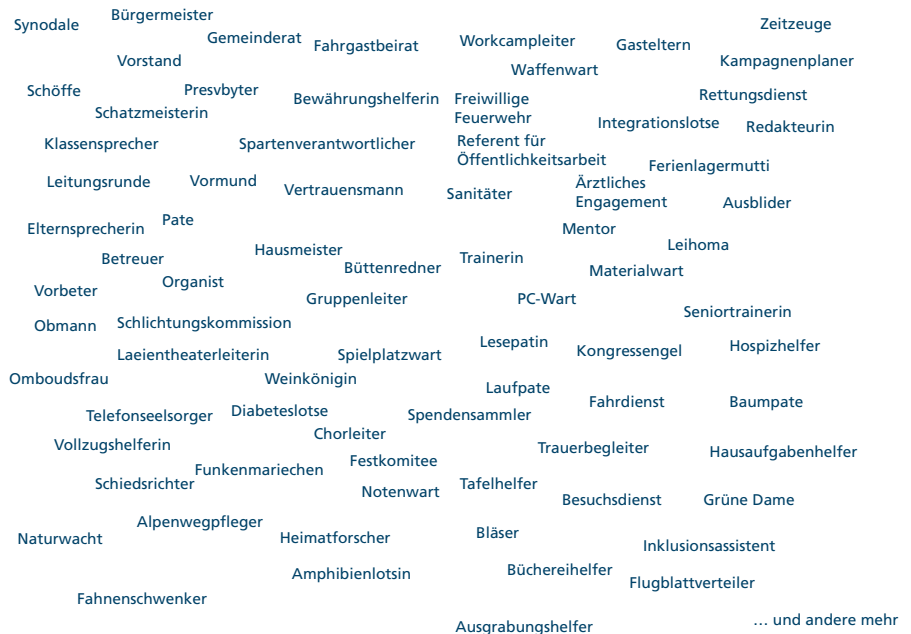 Synodale
Bürgermeister
Zeitzeuge
Gemeinderat
Fahrgastbeirat
Workcampleiter
Gasteltern
Vorstand
Waffenwart
Kampagnenplaner
Schöffe
Presvbyter
Bewährungshelferin
Freiwillige
Feuerwehr
Rettungsdienst
Schatzmeisterin
Integrationslotse
Redakteurin
Klassensprecher
Spartenverantwortlicher
Referent für
Öffentlichkeitsarbeit
Ferienlagermutti
Leitungsrunde
Vormund
Vertrauensmann
Sanitäter
Ärztliches
Engagement
Ausblider
Elternsprecherin
Pate
Mentor
Leihoma
Betreuer
Hausmeister
Büttenredner
Trainerin
Materialwart
Vorbeter
Organist
Gruppenleiter
PC-Wart
Seniortrainerin
Obmann
Schlichtungskommission
Laeientheaterleiterin
Spielplatzwart
Lesepatin
Kongressengel
Hospizhelfer
Omboudsfrau
Weinkönigin
Laufpate
Fahrdienst
Baumpate
Telefonseelsorger
Diabeteslotse
Spendensammler
Vollzugshelferin
Chorleiter
Trauerbegleiter
Hausaufgabenhelfer
Funkenmariechen
Festkomitee
Schiedsrichter
Notenwart
Tafelhelfer
Besuchsdienst
Grüne Dame
Naturwacht
Alpenwegpfleger
Heimatforscher
Bläser
Inklusionsassistent
Amphibienlotsin
Büchereihelfer
Flugblattverteiler
Fahnenschwenker
Ausgrabungshelfer
… und andere mehr